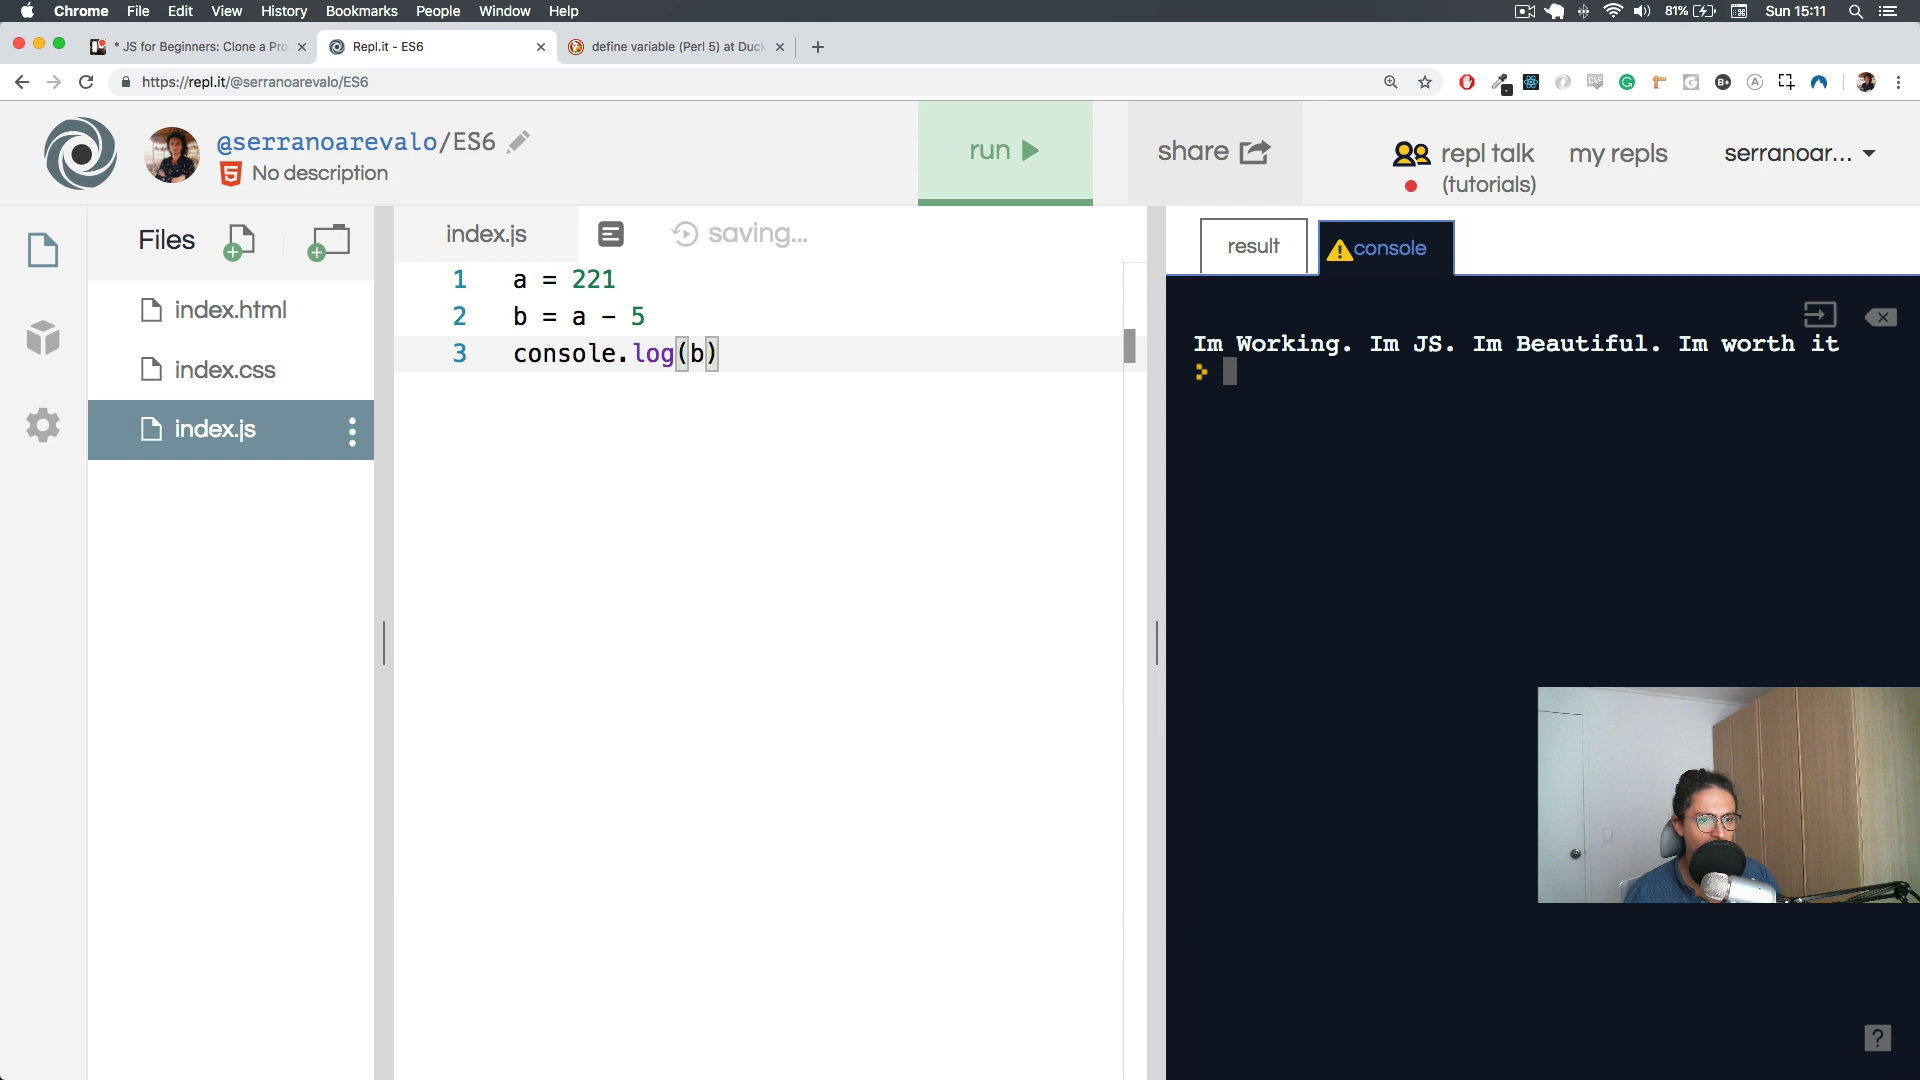 Chrome File Edit View History Bookmarks People Window Help 81% Sun 15:11
* JS for Beginners: Clone a Pro Repl.it - ES6 define variable (Perl 5) at Duck
https://repl.it/@serranoarevalo/ES6
@serranoarevalo/ES6
No description
run
share
repl talk
(tutorials)
my repls
serranoar...
Files
index.html
index.css
index.js
index.js
saving...
1 a = 221
2 b = a - 5
3 console.log(b)
result
console
Im Working. Im JS. Im Beautiful. Im worth it
>
?